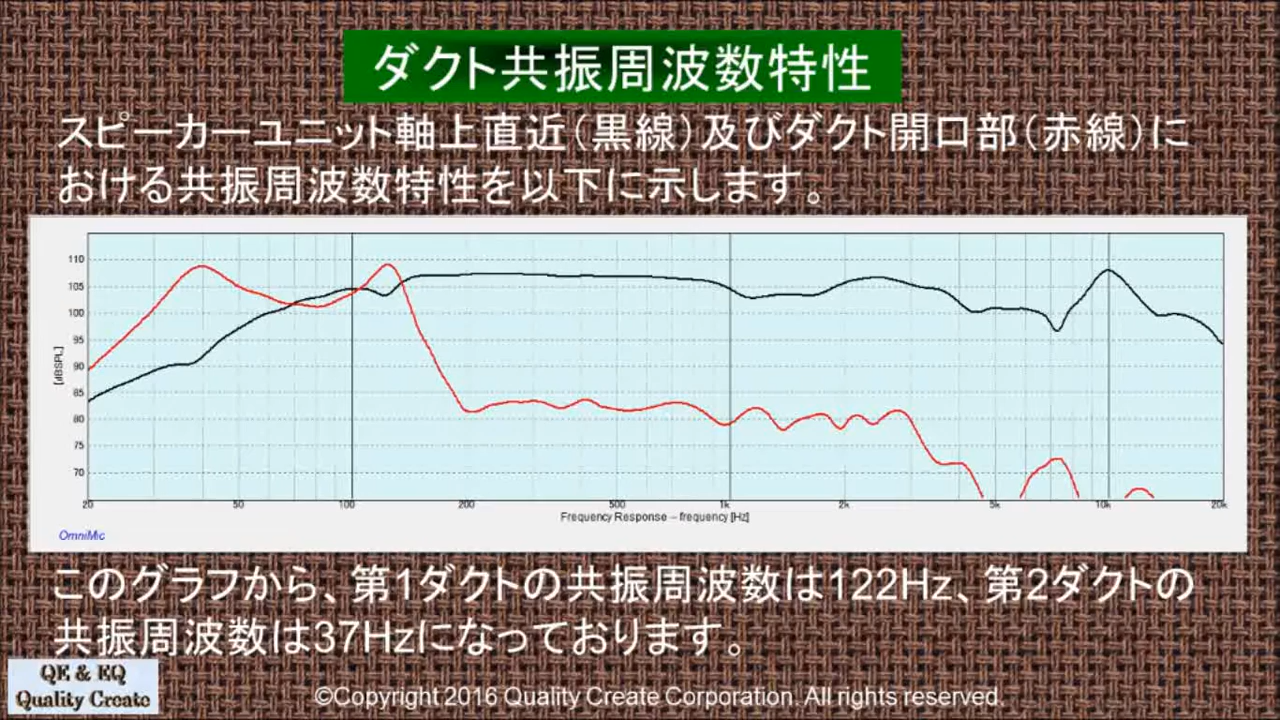 ダクト共振周波数特性
スピーカーユニット軸上直近(黒線)及びダクト開口部(赤線)に
おける共振周波数特性を以下に示します。
110
105
100
95
90
85
80
75
70
[dBSPL]
20 50 100 200 500 1k 2k 5k 10k 20k
Frequency Response -- frequency [Hz]
OmniMic
このグラフから、第1ダクトの共振周波数は122Hz、第2ダクトの
共振周波数は37Hzになっております。
QE & EQ
Quality Create
©Copyright 2016 Quality Create Corporation. All rights reserved.